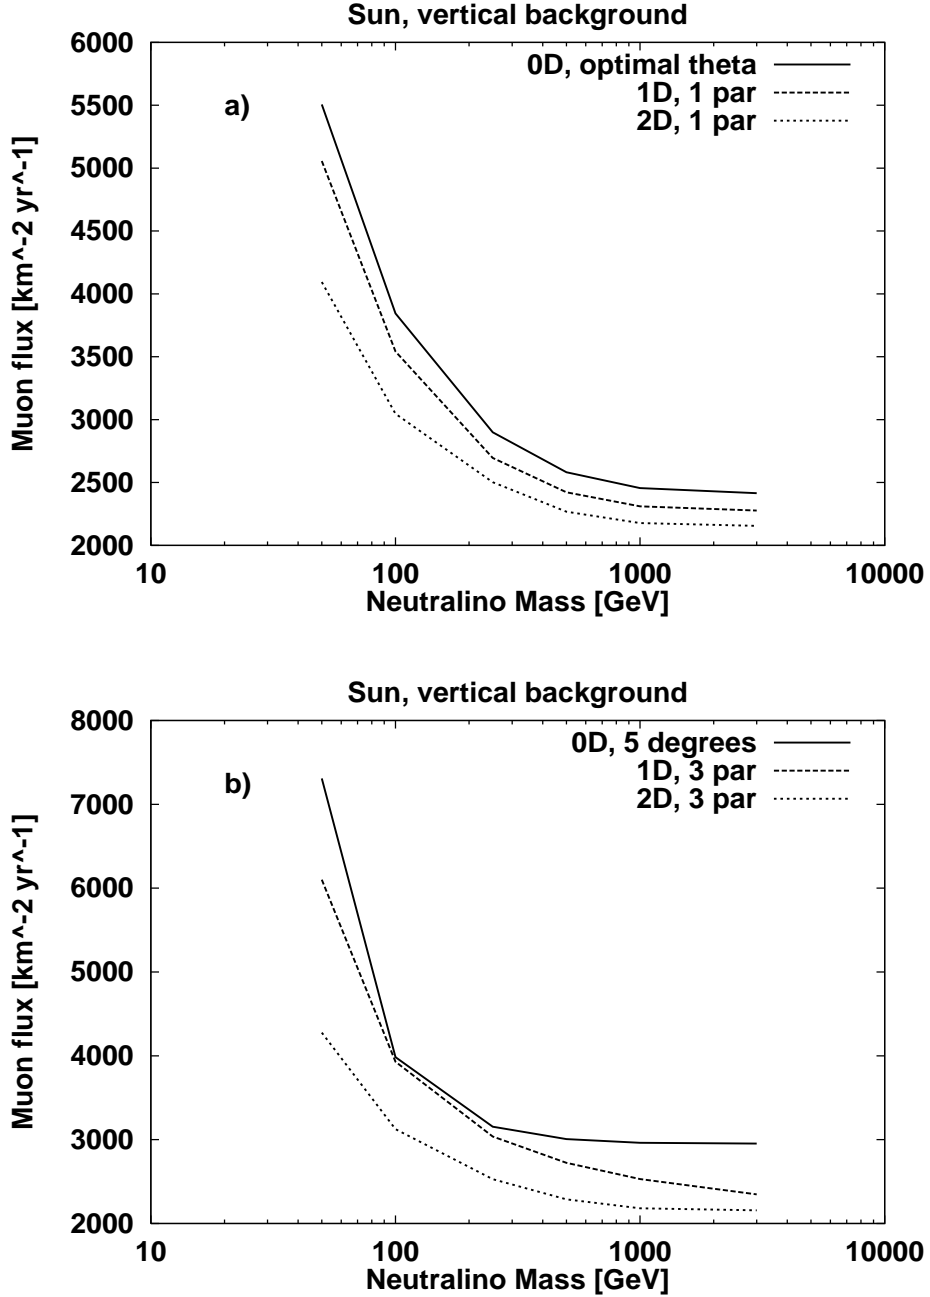 Sun, vertical background
6000
5500
5000
4500
4000
3500
3000
2500
2000
Muon flux [km^-2 yr^-1]
a)
0D, optimal theta
1D, 1 par
2D, 1 par
10
100
1000
10000
Neutralino Mass [GeV]
Sun, vertical background
8000
7000
6000
5000
4000
3000
2000
Muon flux [km^-2 yr^-1]
b)
0D, 5 degrees
1D, 3 par
2D, 3 par
10
100
1000
10000
Neutralino Mass [GeV]